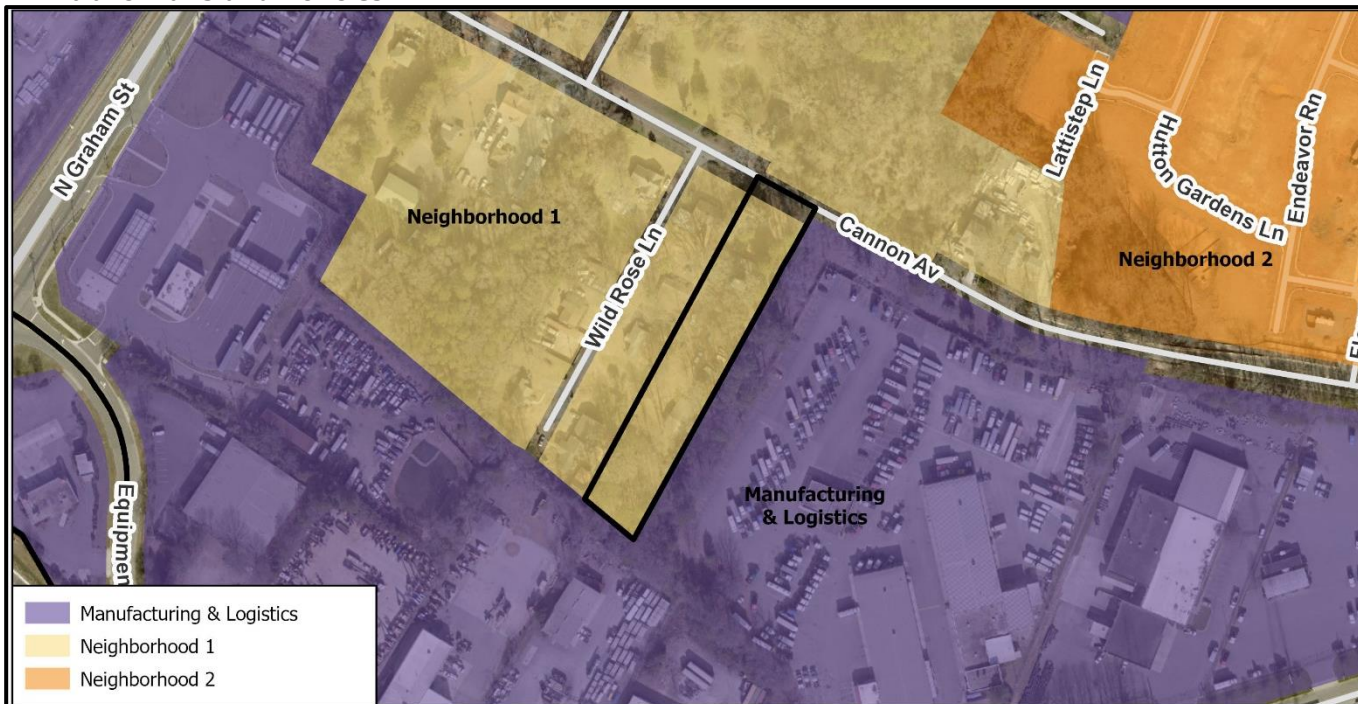 N Graham St
Lattistep Ln
Hutton Gardens Ln
Endeavor Rn
Neighborhood 1
Wild Rose Ln
Cannon Av
Neighborhood 2
Manufacturing
& Logistics
Manufacturing & Logistics
Neighborhood 1
Neighborhood 2